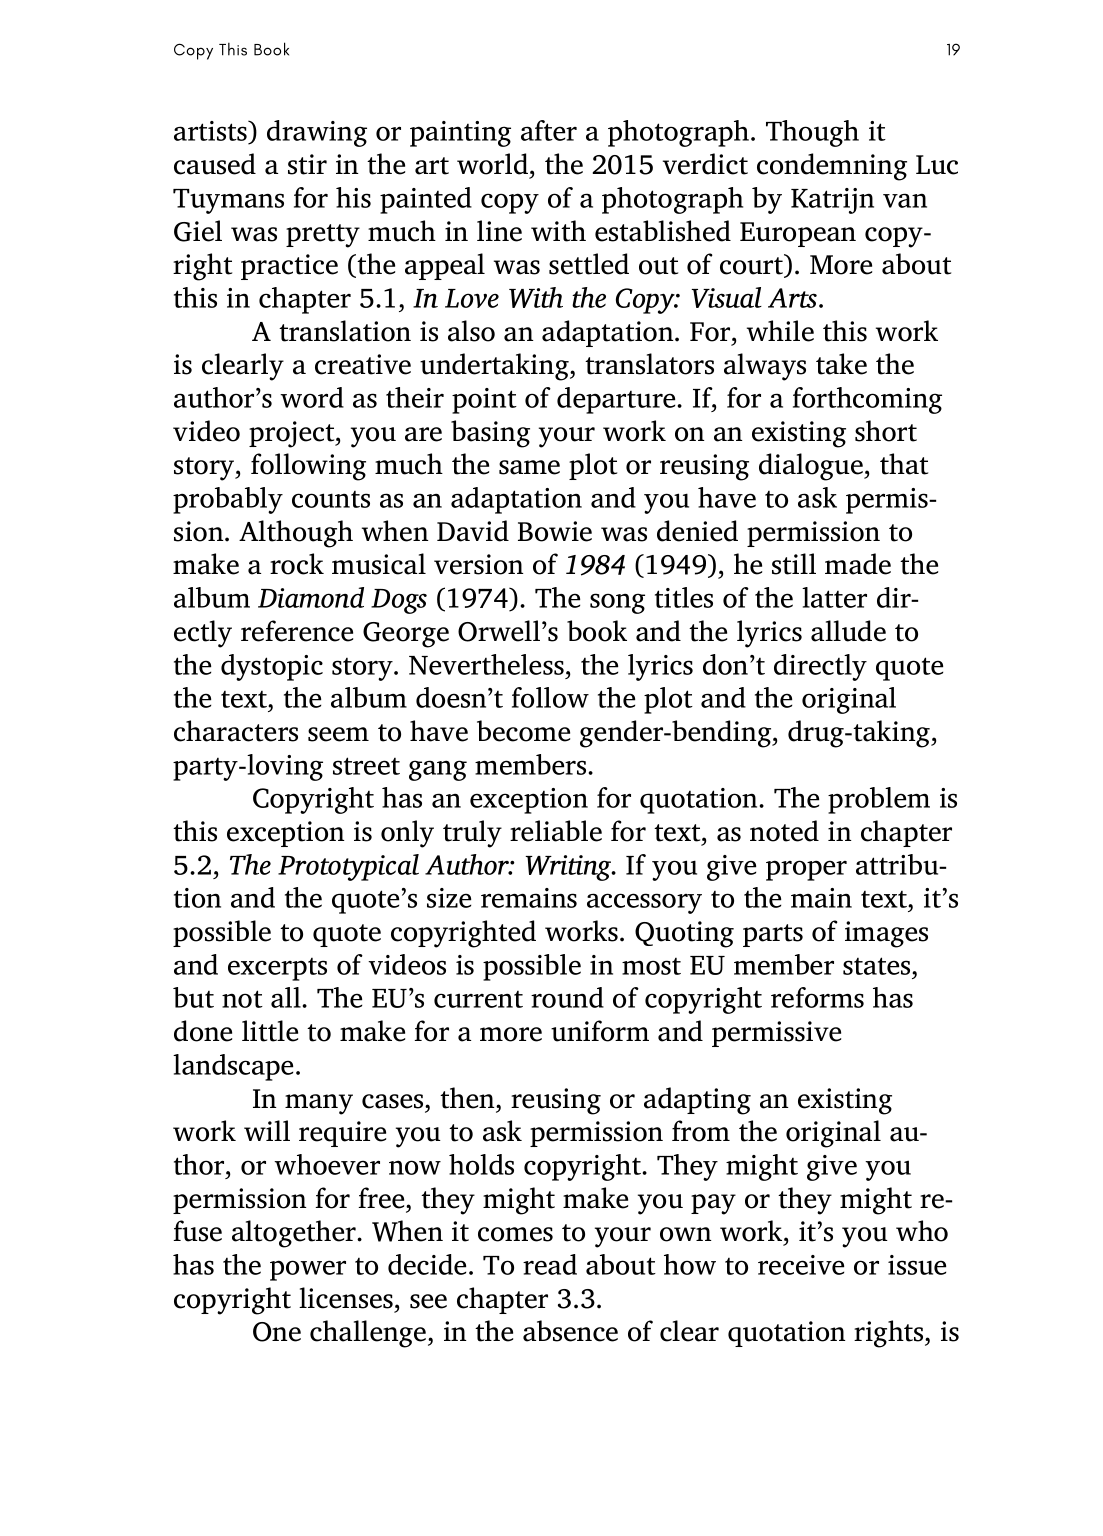 Copy This Book 19
artists) drawing or painting after a photograph. Though it
caused a stir in the art world, the 2015 verdict condemning Luc
Tuymans for his painted copy of a photograph by Katrijn van
Giel was pretty much in line with established European copy-
right practice (the appeal was settled out of court). More about
this in chapter 5.1, In Love With the Copy: Visual Arts.
A translation is also an adaptation. For, while this work
is clearly a creative undertaking, translators always take the
author’s word as their point of departure. If, for a forthcoming
video project, you are basing your work on an existing short
story, following much the same plot or reusing dialogue, that
probably counts as an adaptation and you have to ask permis-
sion. Although when David Bowie was denied permission to
make a rock musical version of 1984 (1949), he still made the
album Diamond Dogs (1974). The song titles of the latter dir-
ectly reference George Orwell’s book and the lyrics allude to
the dystopic story. Nevertheless, the lyrics don’t directly quote
the text, the album doesn’t follow the plot and the original
characters seem to have become gender-bending, drug-taking,
party-loving street gang members.
Copyright has an exception for quotation. The problem is
this exception is only truly reliable for text, as noted in chapter
5.2, The Prototypical Author: Writing. If you give proper attribu-
tion and the quote’s size remains accessory to the main text, it’s
possible to quote copyrighted works. Quoting parts of images
and excerpts of videos is possible in most EU member states,
but not all. The EU’s current round of copyright reforms has
done little to make for a more uniform and permissive
landscape.
In many cases, then, reusing or adapting an existing
work will require you to ask permission from the original au-
thor, or whoever now holds copyright. They might give you
permission for free, they might make you pay or they might re-
fuse altogether. When it comes to your own work, it’s you who
has the power to decide. To read about how to receive or issue
copyright licenses, see chapter 3.3.
One challenge, in the absence of clear quotation rights, is